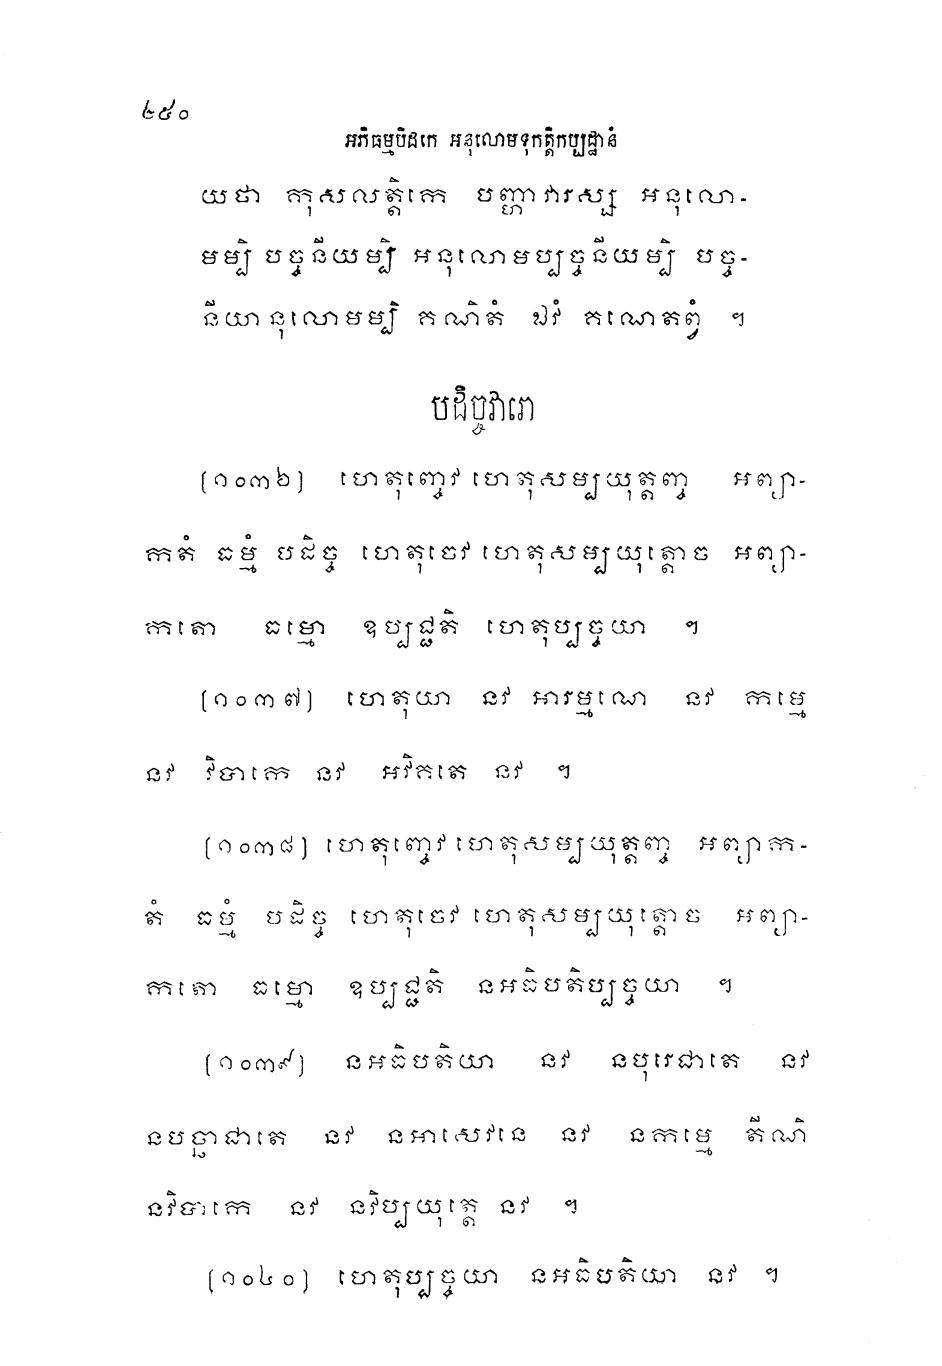 ២៥០
អភិធម្មបិដកេ អនុលោមទុកត្តិកប្បដ្ឋានំ
យថា កុសលត្តិកេ បញ្ហាវារស្ស អនុលោ-
មម្បិ បច្ចនីយម្បិ អនុលោមប្បច្ចនីយម្បិ បច្ច-
នីយានុលោមម្បិ គណិតំ ឯវំ គណេតព្វំ ។
បដិច្ចវារោ
[១០៣៦] ហេតុញ្ចេវ ហេតុសម្បយុត្តញ្ច អព្យា-
កតំ ធម្មំ បដិច្ច ហេតុចេវ ហេតុសម្បយុត្តោច អព្យា-
កតោ ធម្មោ ឧប្បជ្ជតិ ហេតុប្បច្ចយា ។
[១០៣៧] ហេតុយា នវ អារម្មណេ នវ កម្មេ
នវ វិបាកេ នវ អវិគតេ នវ ។
[១០៣៨] ហេតុញ្ចេវ ហេតុសម្បយុត្តញ្ច អព្យាក-
តំ ធម្មំ បដិច្ច ហេតុចេវ ហេតុសម្បយុត្តោច អព្យា-
កតោ ធម្មោ ឧប្បជ្ជតិ នអធិបតិប្បច្ចយា ។
[១០៣៩] នអធិបតិយា នវ នបុរេជាតេ នវ
នបច្ឆាជាតេ នវ នអាសេវនេ នវ នកម្មេ តីណិ
នវិបាកេ នវ នវិប្បយុត្តេ នវ ។
[១០៤០] ហេតុប្បច្ចយា នអធិបតិយា នវ ។